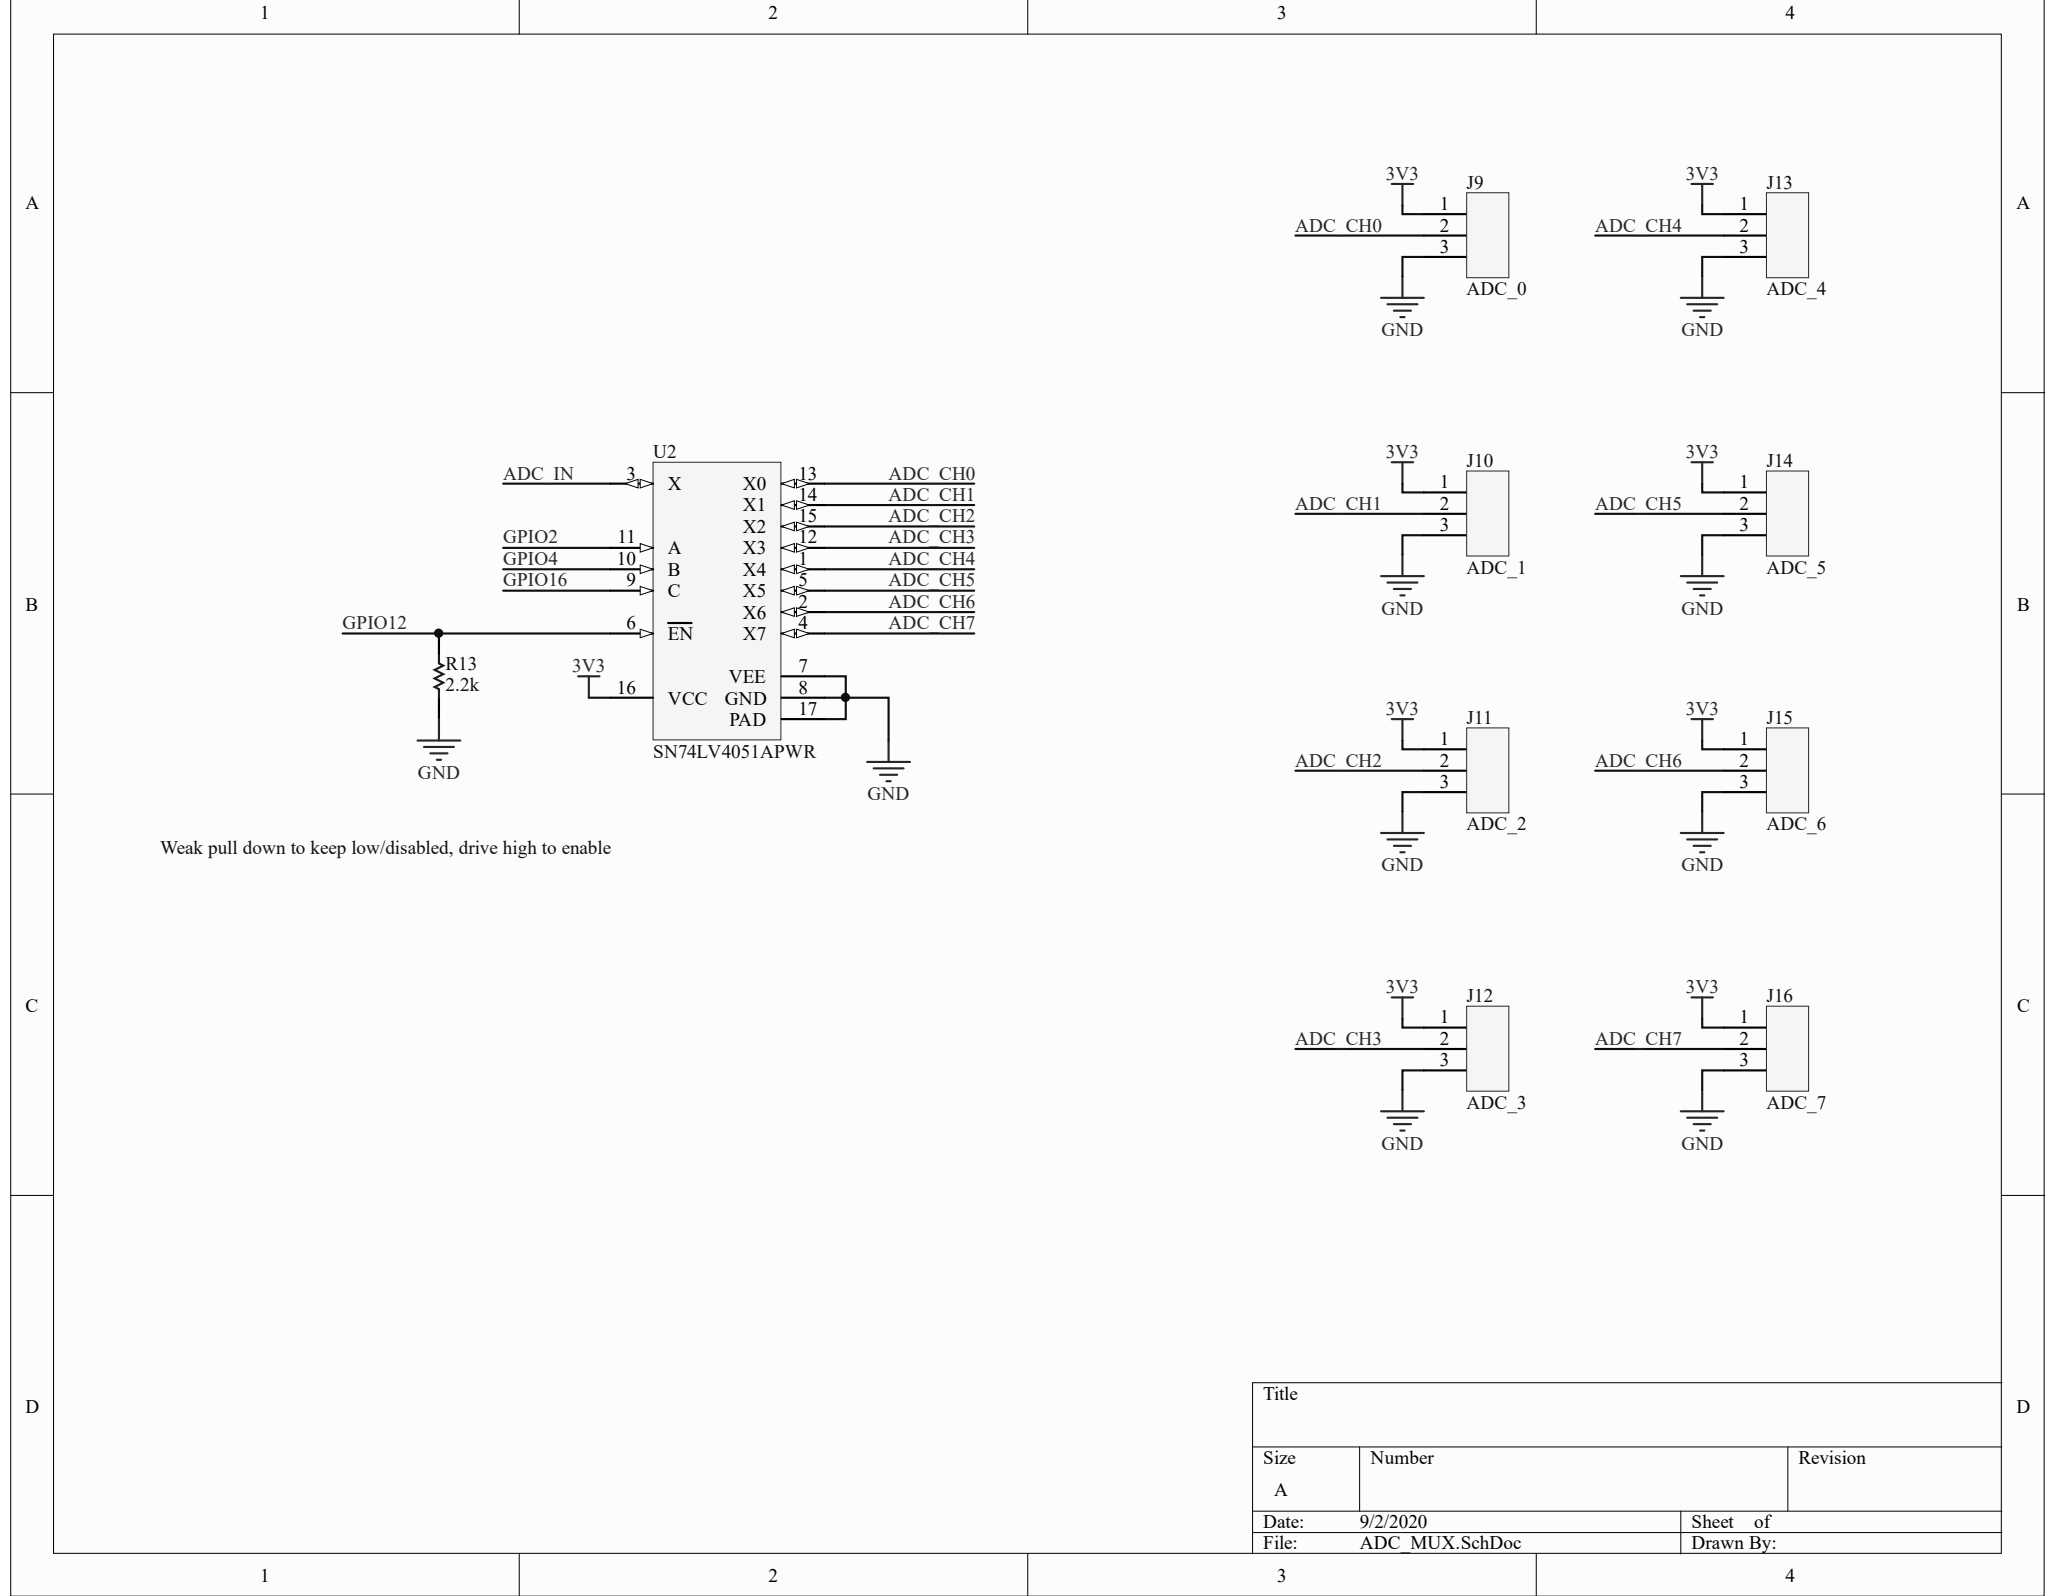 1 2 3 4
A A
B B
C C
D D
1 2 3 4
U2
ADC_IN 3 X
GPIO2 11 A
GPIO4 10 B
GPIO16 9 C
GPIO12 6 EN
R13
2.2k
GND
3V3
16 VCC
X0 13 ADC_CH0
X1 14 ADC_CH1
X2 15 ADC_CH2
X3 12 ADC_CH3
X4 1 ADC_CH4
X5 5 ADC_CH5
X6 2 ADC_CH6
X7 4 ADC_CH7
VEE 7
GND 8
PAD 17
SN74LV4051APWR
GND
Weak pull down to keep low/disabled, drive high to enable
3V3
J9
1
ADC_CH0 2
3
ADC_0
GND
3V3
J13
1
ADC_CH4 2
3
ADC_4
GND
3V3
J10
1
ADC_CH1 2
3
ADC_1
GND
3V3
J14
1
ADC_CH5 2
3
ADC_5
GND
3V3
J11
1
ADC_CH2 2
3
ADC_2
GND
3V3
J15
1
ADC_CH6 2
3
ADC_6
GND
3V3
J12
1
ADC_CH3 2
3
ADC_3
GND
3V3
J16
1
ADC_CH7 2
3
ADC_7
GND
Title
Size Number Revision
A
Date: 9/2/2020 Sheet of
File: ADC_MUX.SchDoc Drawn By: